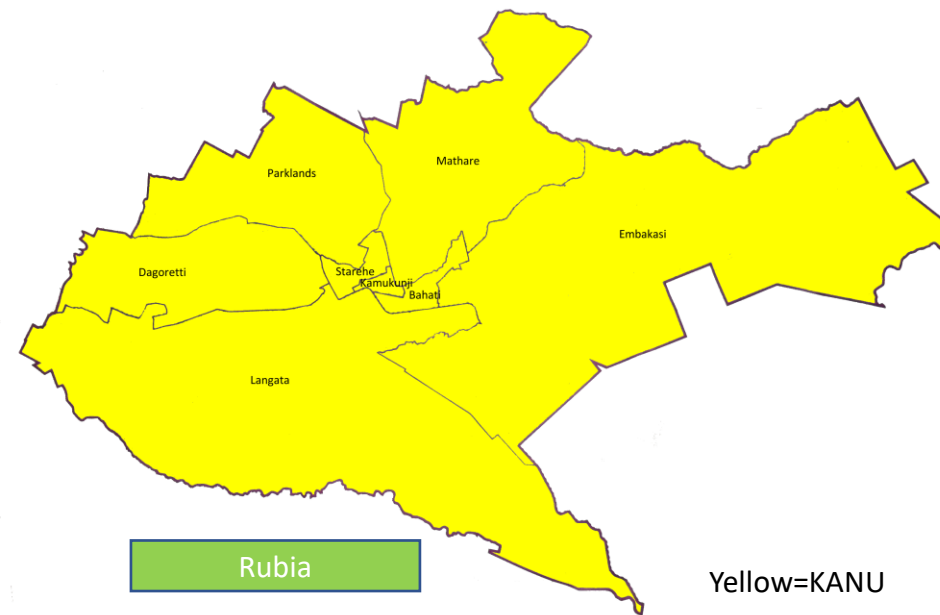 Mathare
Parklands
Embakasi
Dagoretti
Starehe
Kamukunji
Bahati
Langata
Rubia
Yellow=KANU